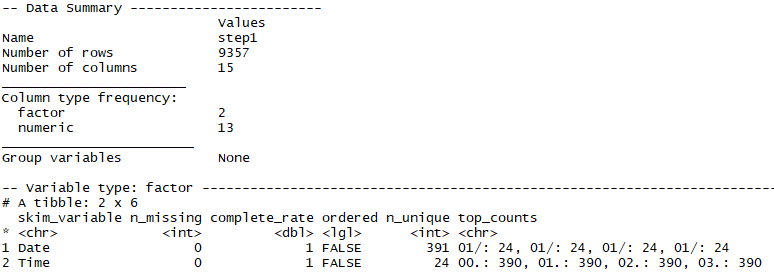 -- Data Summary ------------------------
Values
Name step1
Number of rows 9357
Number of columns 15
_______________________
Column type frequency:
factor 2
numeric 13
________________________
Group variables None
-- Variable type: factor ------------------------------------------------------------------------
# A tibble: 2 x 6
skim_variable n_missing complete_rate ordered n_unique top_counts
* <chr> <int> <dbl> <lgl> <int> <chr>
1 Date 0 1 FALSE 391 01/: 24, 01/: 24, 01/: 24, 01/: 24
2 Time 0 1 FALSE 24 00.: 390, 01.: 390, 02.: 390, 03.: 390